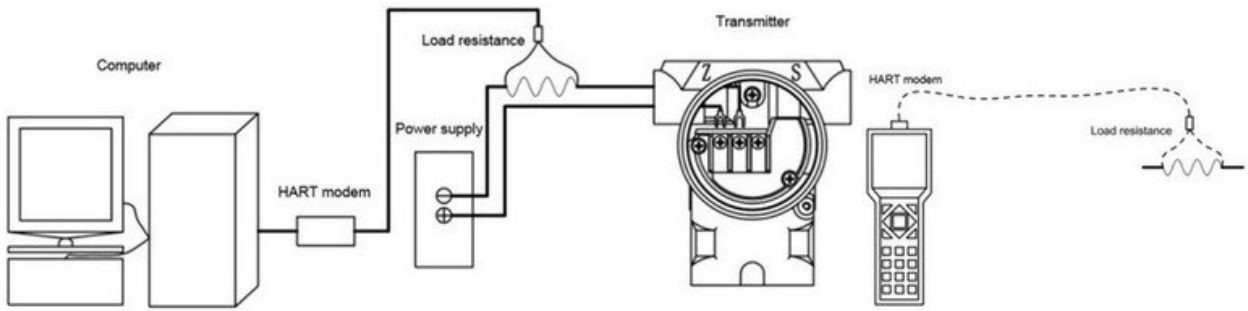 Transmitter
Load resistance
Computer
Z
S
HART modem
Power supply
Load resistance
HART modem